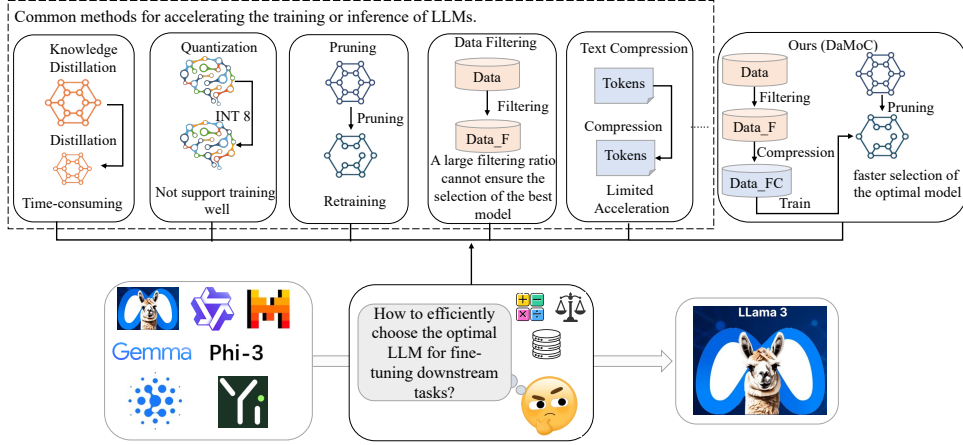 Common methods for accelerating the training or inference of LLMs.
Knowledge
Distillation
Distillation
Time-consuming
Quantization
INT 8
Not support training
well
Pruning
Pruning
Retraining
Data Filtering
Data
Filtering
Data_F
A large filtering ratio
cannot ensure the
selection of the best
model
Text Compression
Tokens
Compression
Tokens
Limited
Acceleration
Ours (DaMoC)
Data
Filtering
Data_F
Compression
Data_FC
Train
Pruning
faster selection of
the optimal model
Gemma
Phi-3
Yi
How to efficiently
choose the optimal
LLM for fine-
tuning downstream
tasks?
LLama 3